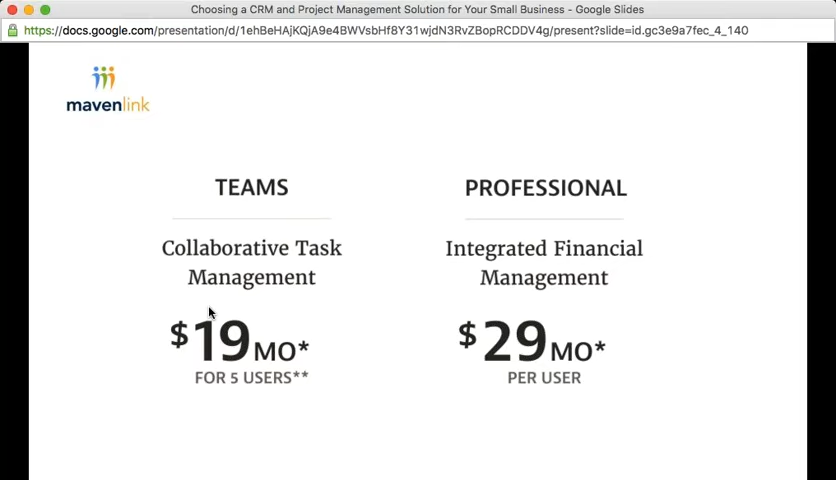 Choosing a CRM and Project Management Solution for Your Small Business - Google Slides
https://docs.google.com/presentation/d/1ehBeHAjKQjA9e4BWVsbHf8Y31wjdN3RvZBopRCDDV4g/present?slide=id.gc3e9a7fec_4_140
mavenlink
TEAMS
Collaborative Task
Management
$19MO*
FOR 5 USERS**
PROFESSIONAL
Integrated Financial
Management
$29MO*
PER USER